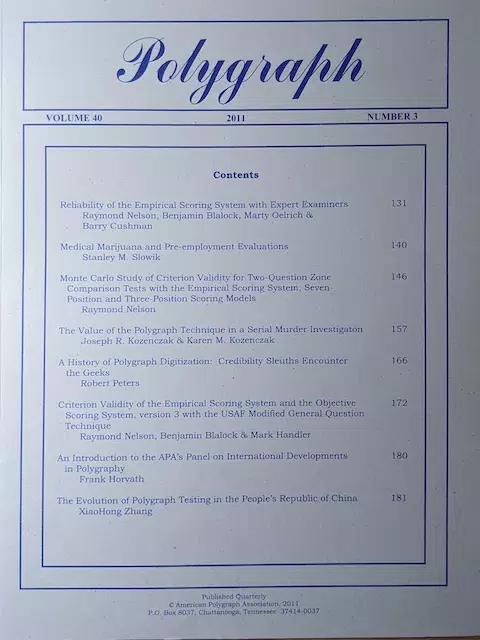 Polygraph
VOLUME 40 2011 NUMBER 3
Contents
Reliability of the Empirical Scoring System with Expert Examiners 131
Raymond Nelson, Benjamin Blalock, Marty Oelrich &
Barry Cushman
Medical Marijuana and Pre-employment Evaluations 140
Stanley M. Slowik
Monte Carlo Study of Criterion Validity for Two-Question Zone 146
Comparison Tests with the Empirical Scoring System, Seven-
Position and Three-Position Scoring Models
Raymond Nelson
The Value of the Polygraph Technique in a Serial Murder Investigaton 157
Joseph R. Kozenczak & Karen M. Kozenczak
A History of Polygraph Digitization: Credibility Sleuths Encounter 166
the Geeks
Robert Peters
Criterion Validity of the Empirical Scoring System and the Objective 172
Scoring System, version 3 with the USAF Modified General Question
Technique
Raymond Nelson, Benjamin Blalock & Mark Handler
An Introduction to the APA's Panel on International Developments 180
in Polygraphy
Frank Horvath
The Evolution of Polygraph Testing in the People's Republic of China 181
XiaoHong Zhang
Published Quarterly
© American Polygraph Association, 2011
P.O. Box 8037, Chattanooga, Tennessee 37414-0037